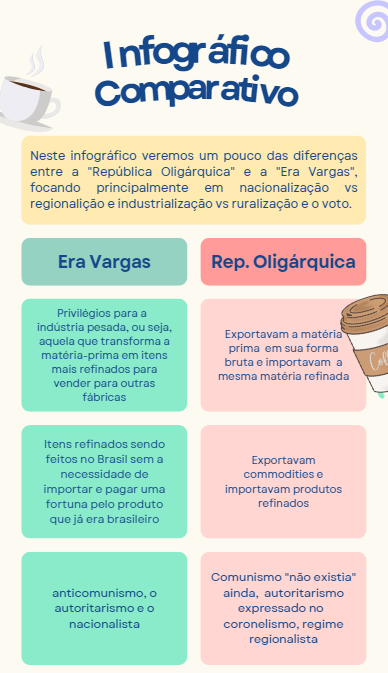 Infográfico
Comparativo
Neste infográfico veremos um pouco das diferenças
entre a "República Oligárquica" e a "Era Vargas",
focando principalmente em nacionalização vs
regionalição e industrialização vs ruralização e o voto.
Era Vargas
Rep. Oligárquica
Privilégios para a
indústria pesada, ou seja,
aquela que transforma a
matéria-prima em itens
mais refinados para
vender para outras
fábricas
Exportavam a matéria
prima em sua forma
bruta e importavam a
mesma matéria refinada
Itens refinados sendo
feitos no Brasil sem a
necessidade de
importar e pagar uma
fortuna pelo produto
que já era brasileiro
Exportavam
commodities e
importavam produtos
refinados
anticomunismo, o
autoritarismo e o
nacionalista
Comunismo "não existia"
ainda, autoritarismo
expressado no
coronelismo, regime
regionalista